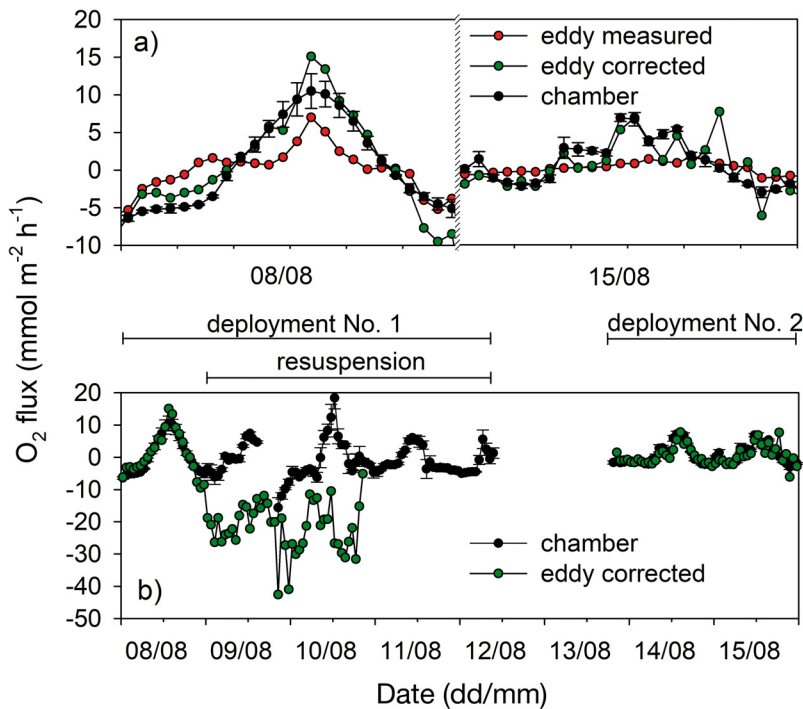 20
15
10
5
0
-5
-10
a)
eddy measured
eddy corrected
chamber
08/08
15/08
O2 flux (mmol m−2 h−1)
deployment No. 1
deployment No. 2
resuspension
20
10
0
-10
-20
-30
-40
-50
b)
chamber
eddy corrected
08/08
09/08
10/08
11/08
12/08
13/08
14/08
15/08
Date (dd/mm)